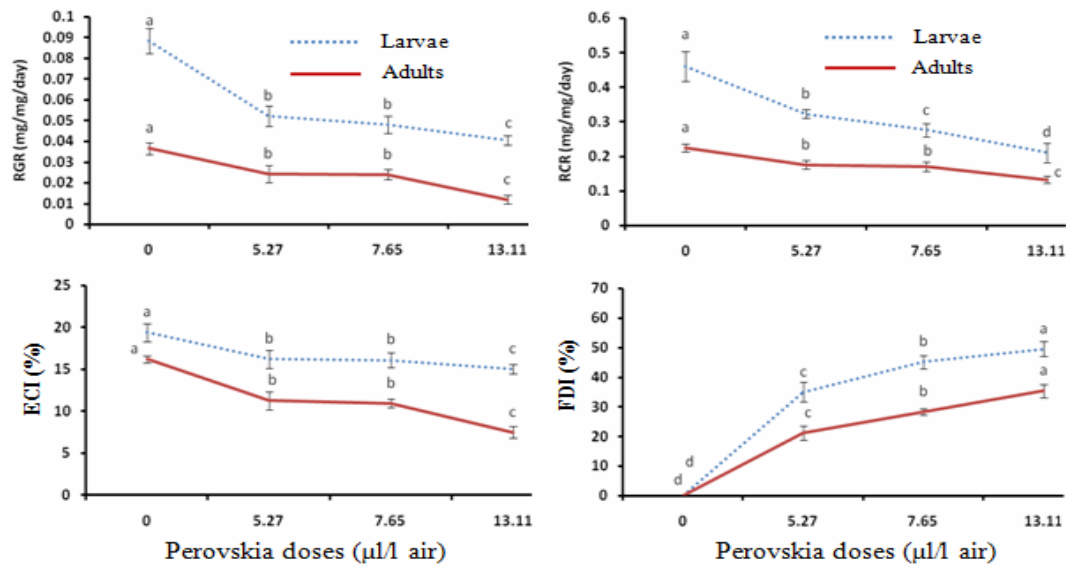 0.1
0.09
0.08
0.07
0.06
0.05
0.04
0.03
0.02
0.01
0
RGR (mg/mg/day)
a
b
b
c
a
b
b
c
Larvae
Adults
0 5.27 7.65 13.11
0.6
0.5
0.4
0.3
0.2
0.1
0
RCR (mg/mg/day)
a
b
c
d
a
b
b
c
Larvae
Adults
0 5.27 7.65 13.11
25
20
15
10
5
0
ECI (%)
a
b
b
c
a
b
b
c
0 5.27 7.65 13.11
Perovskia doses (µl/l air)
70
60
50
40
30
20
10
0
FDI (%)
d
c
b
a
d
c
b
a
0 5.27 7.65 13.11
Perovskia doses (µl/l air)